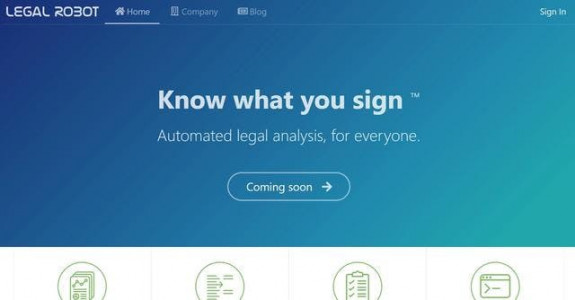 LEGAL ROBOT Home Company Blog Sign In
Know what you sign ™
Automated legal analysis, for everyone.
Coming soon